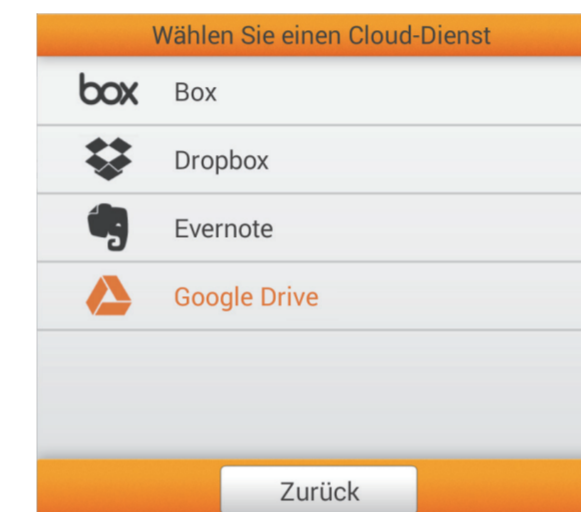 Wählen Sie einen Cloud-Dienst
box Box
Dropbox
Evernote
Google Drive
Zurück